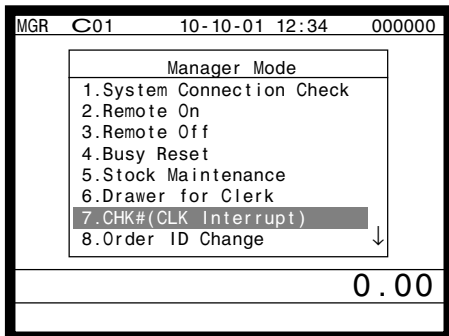 MGR C01 10-10-01 12:34 000000
Manager Mode
1.System Connection Check
2.Remote On
3.Remote Off
4.Busy Reset
5.Stock Maintenance
6.Drawer for Clerk
7.CHK#(CLK Interrupt)
8.Order ID Change ↓
0.00